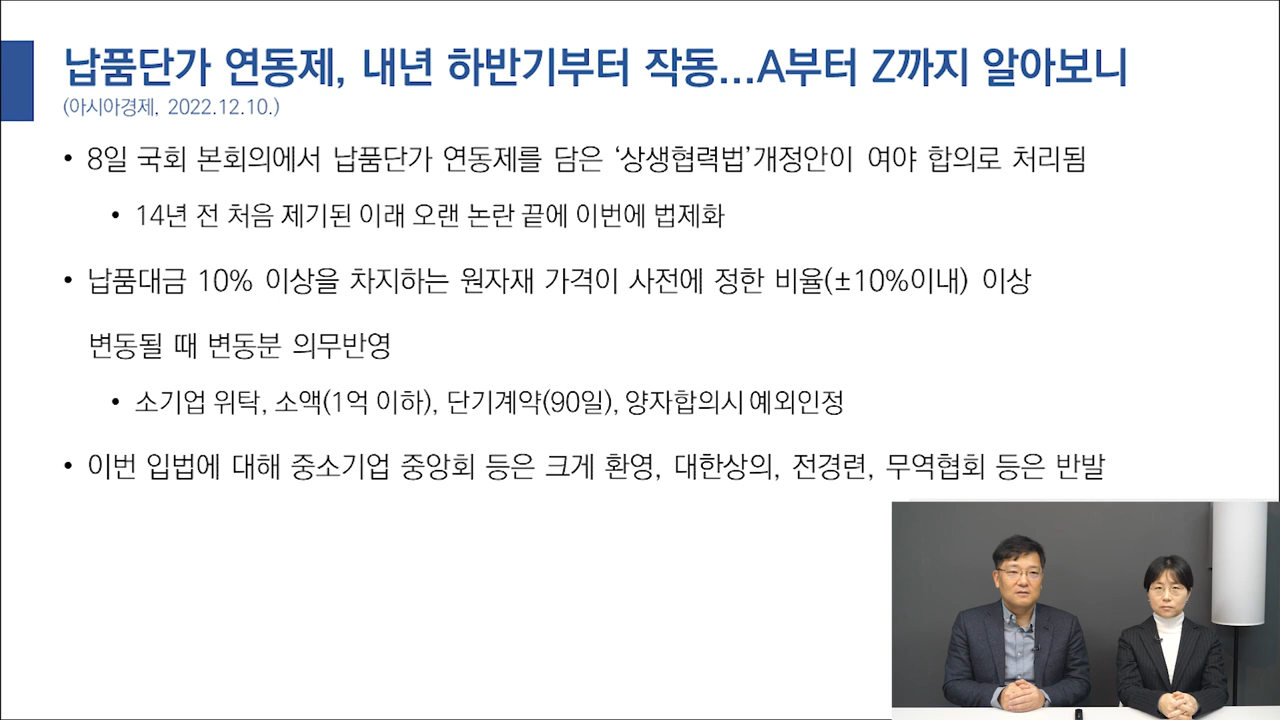 납품단가 연동제, 내년 하반기부터 작동...A부터 Z까지 알아보니
(아시아경제, 2022.12.10.)
• 8일 국회 본회의에서 납품단가 연동제를 담은 ‘상생협력법’개정안이 여야 합의로 처리됨
• 14년 전 처음 제기된 이래 오랜 논란 끝에 이번에 법제화
• 납품대금 10% 이상을 차지하는 원자재 가격이 사전에 정한 비율(±10%이내) 이상
변동될 때 변동분 의무반영
• 소기업 위탁, 소액(1억 이하), 단기계약(90일), 양자합의시 예외인정
• 이번 입법에 대해 중소기업 중앙회 등은 크게 환영, 대한상의, 전경련, 무역협회 등은 반발